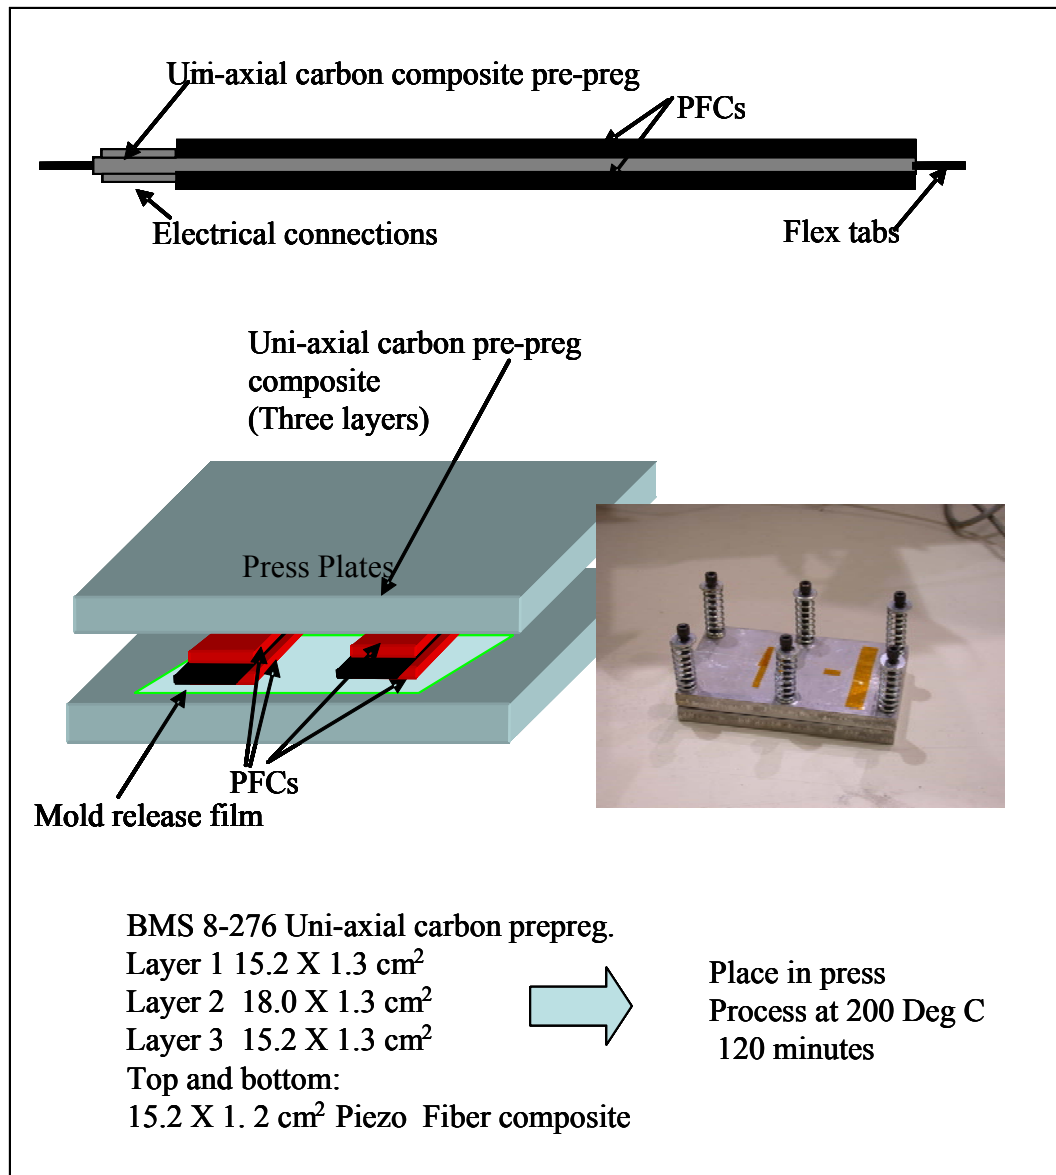 Uni-axial carbon composite pre-preg
PFCs
Electrical connections
Flex tabs
Uni-axial carbon pre-preg
composite
(Three layers)
Press Plates
PFCs
Mold release film
BMS 8-276 Uni-axial carbon prepreg.
Layer 1 15.2 X 1.3 cm²
Layer 2  18.0 X 1.3 cm²
Layer 3  15.2 X 1.3 cm²
Top and bottom:
15.2 X 1. 2 cm² Piezo  Fiber composite
Place in press
Process at 200 Deg C
120 minutes